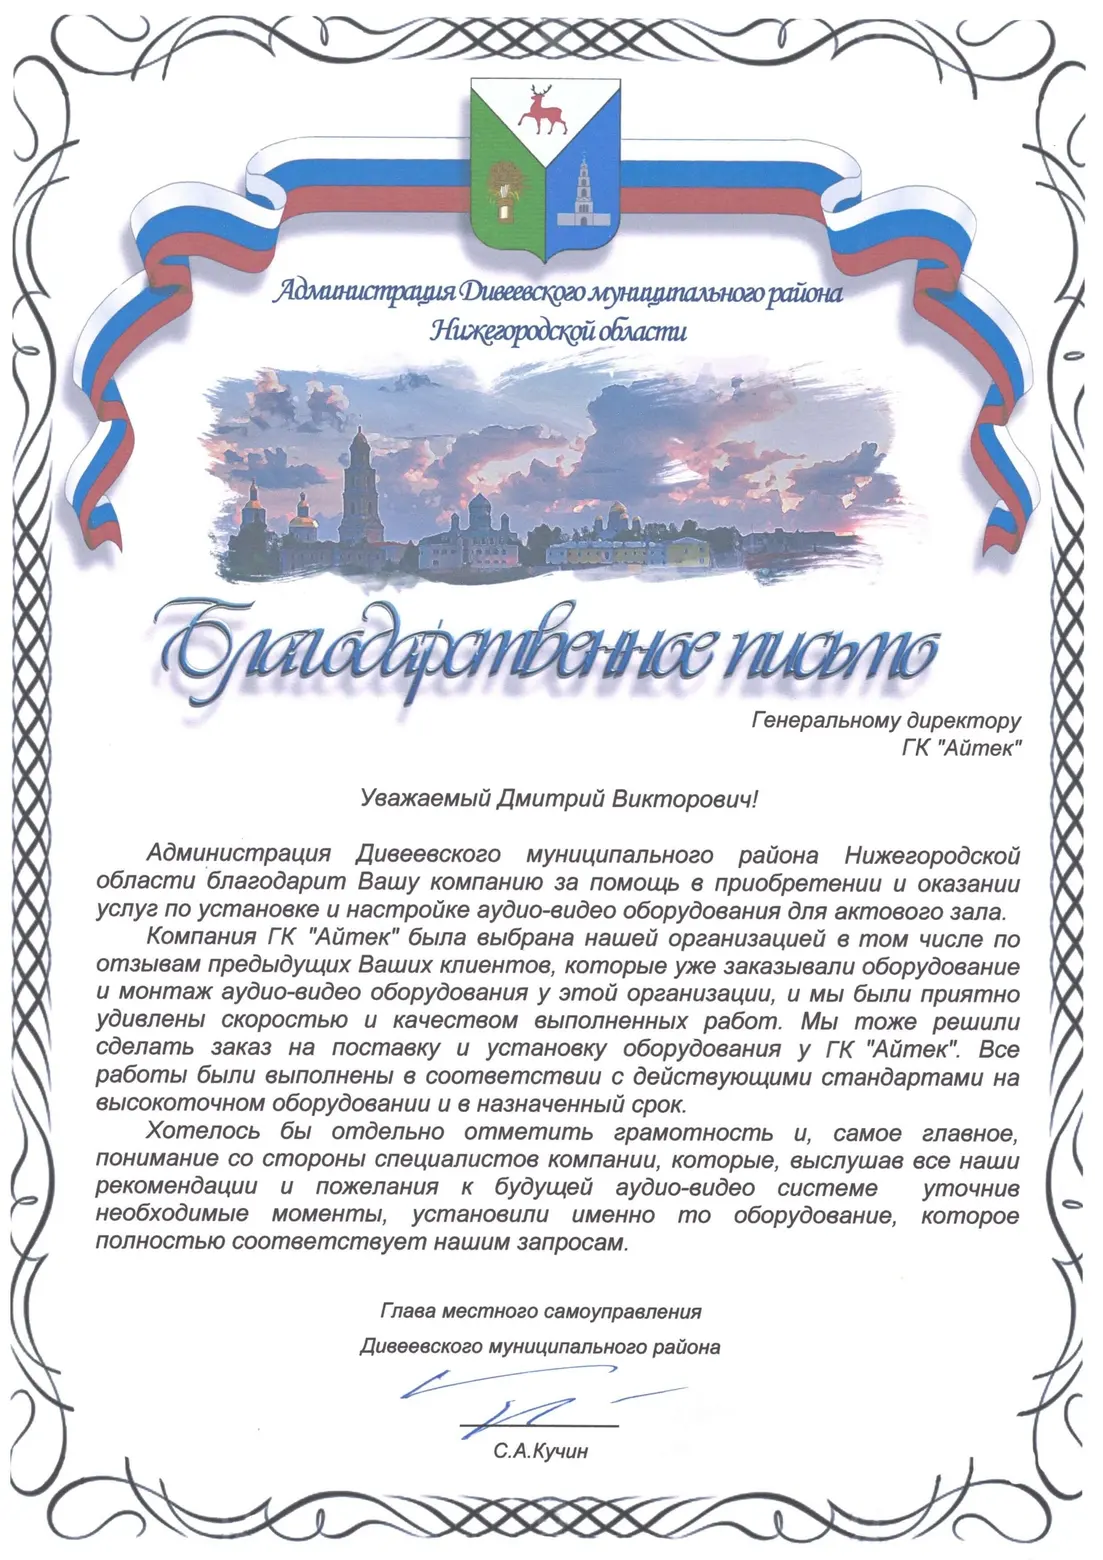 Администрация Дивеевского муниципального района
Нижегородской области
Благодарственное письмо
Генеральному директору
ГК "Айтек"
Уважаемый Дмитрий Викторович!
Администрация Дивеевского муниципального района Нижегородской
области благодарит Вашу компанию за помощь в приобретении и оказании
услуг по установке и настройке аудио-видео оборудования для актового зала.
Компания ГК "Айтек" была выбрана нашей организацией в том числе по
отзывам предыдущих Ваших клиентов, которые уже заказывали оборудование
и монтаж аудио-видео оборудования у этой организации, и мы были приятно
удивлены скоростью и качеством выполненных работ. Мы тоже решили
сделать заказ на поставку и установку оборудования у ГК "Айтек". Все
работы были выполнены в соответствии с действующими стандартами на
высокоточном оборудовании и в назначенный срок.
Хотелось бы отдельно отметить грамотность и, самое главное,
понимание со стороны специалистов компании, которые, выслушав все наши
рекомендации и пожелания к будущей аудио-видео системе уточнив
необходимые моменты, установили именно то оборудование, которое
полностью соответствует нашим запросам.
Глава местного самоуправления
Дивеевского муниципального района
С.А.Кучин